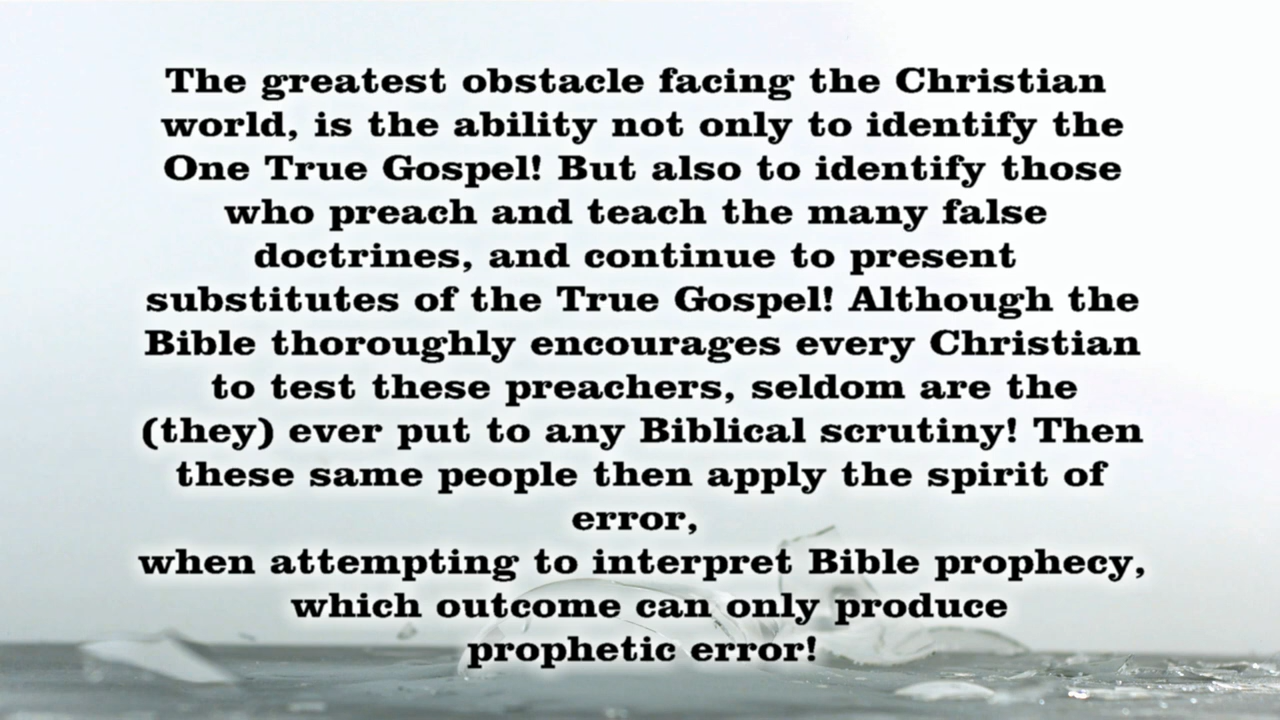 The greatest obstacle facing the Christian
world, is the ability not only to identify the
One True Gospel! But also to identify those
who preach and teach the many false
doctrines, and continue to present
substitutes of the True Gospel! Although the
Bible thoroughly encourages every Christian
to test these preachers, seldom are the
(they) ever put to any Biblical scrutiny! Then
these same people then apply the spirit of
error,
when attempting to interpret Bible prophecy,
which outcome can only produce
prophetic error!